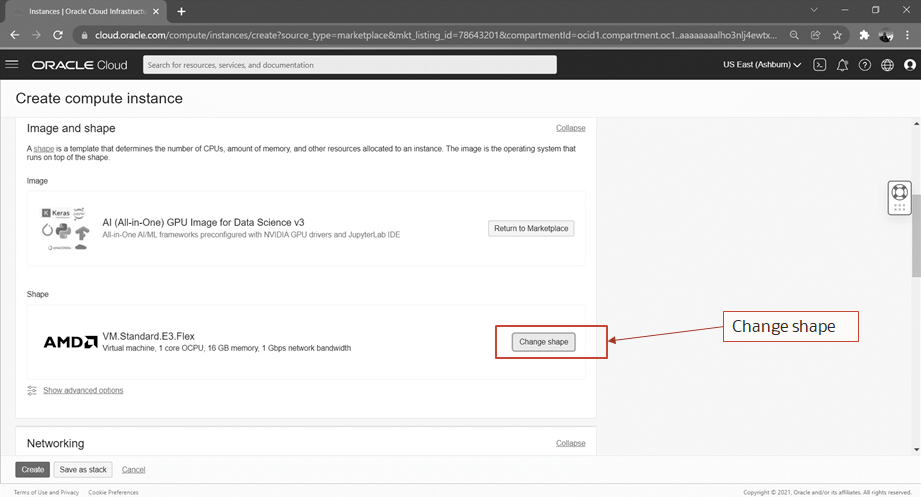 Instances | Oracle Cloud Infrastructu
cloud.oracle.com/compute/instances/create?source_type=marketplace&mkt_listing_id=78643201&compartmentId=ocid1.compartment.oc1..aaaaaaaalho3nlj4ewtx...
ORACLE Cloud
Search for resources, services, and documentation
US East (Ashburn)
Create compute instance
Image and shape
Collapse
A shape is a template that determines the number of CPUs, amount of memory, and other resources allocated to an instance. The image is the operating system that
runs on top of the shape.
Image
K Keras
jupyter
ANACONDA
AI (All-in-One) GPU Image for Data Science v3
All-in-One AI/ML frameworks preconfigured with NVIDIA GPU drivers and JupyterLab IDE
Return to Marketplace
Shape
AMD
VM.Standard.E3.Flex
Virtual machine, 1 core OCPU, 16 GB memory, 1 Gbps network bandwidth
Change shape
Change shape
Show advanced options
Networking
Collapse
Create
Save as stack
Cancel
Terms of Use and Privacy
Cookie Preferences
Copyright © 2021, Oracle and/or its affiliates. All rights reserved.